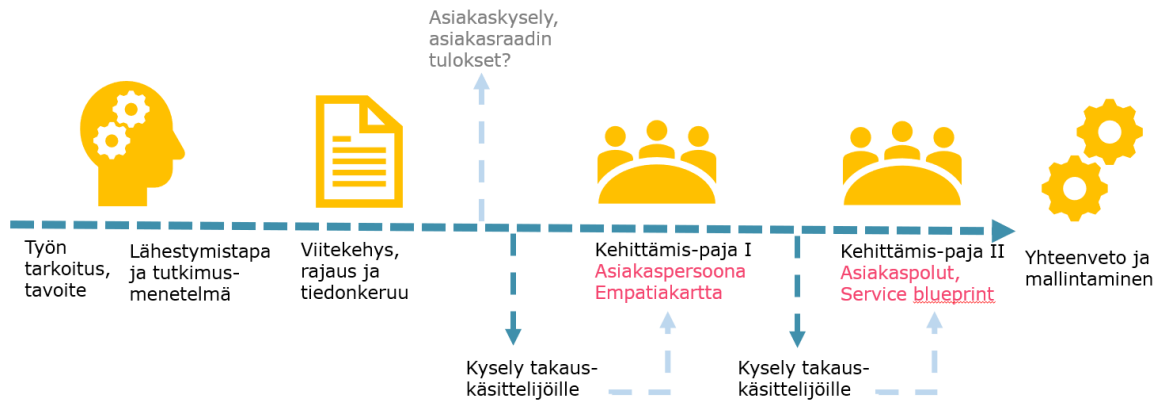 Asiakaskysely,
asiakasraadin
tulokset?
Työn
tarkoitus,
tavoite
Lähestymistapa
ja tutkimus-
menetelmä
Viitekehys,
rajaus ja
tiedonkeruu
Kehittämis-paja I
Asiakaspersoona
Empatiakartta
Kehittämis-paja II
Asiakaspolut,
Service blueprint
Yhteenveto ja
mallintaminen
Kysely takaus-
käsittelijöille
Kysely takaus-
käsittelijöille